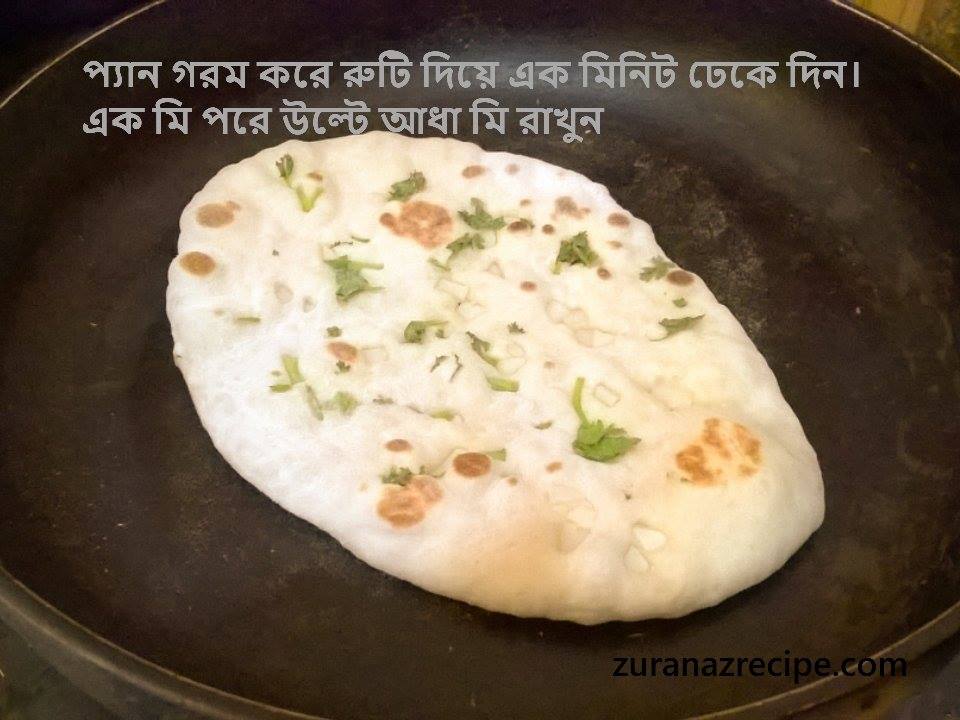 প্যান গরম করে রুটি দিয়ে এক মিনিট ঢেকে দিন।
এক মি পরে উল্টে আধা মি রাখুন
zuranazrecipe.com